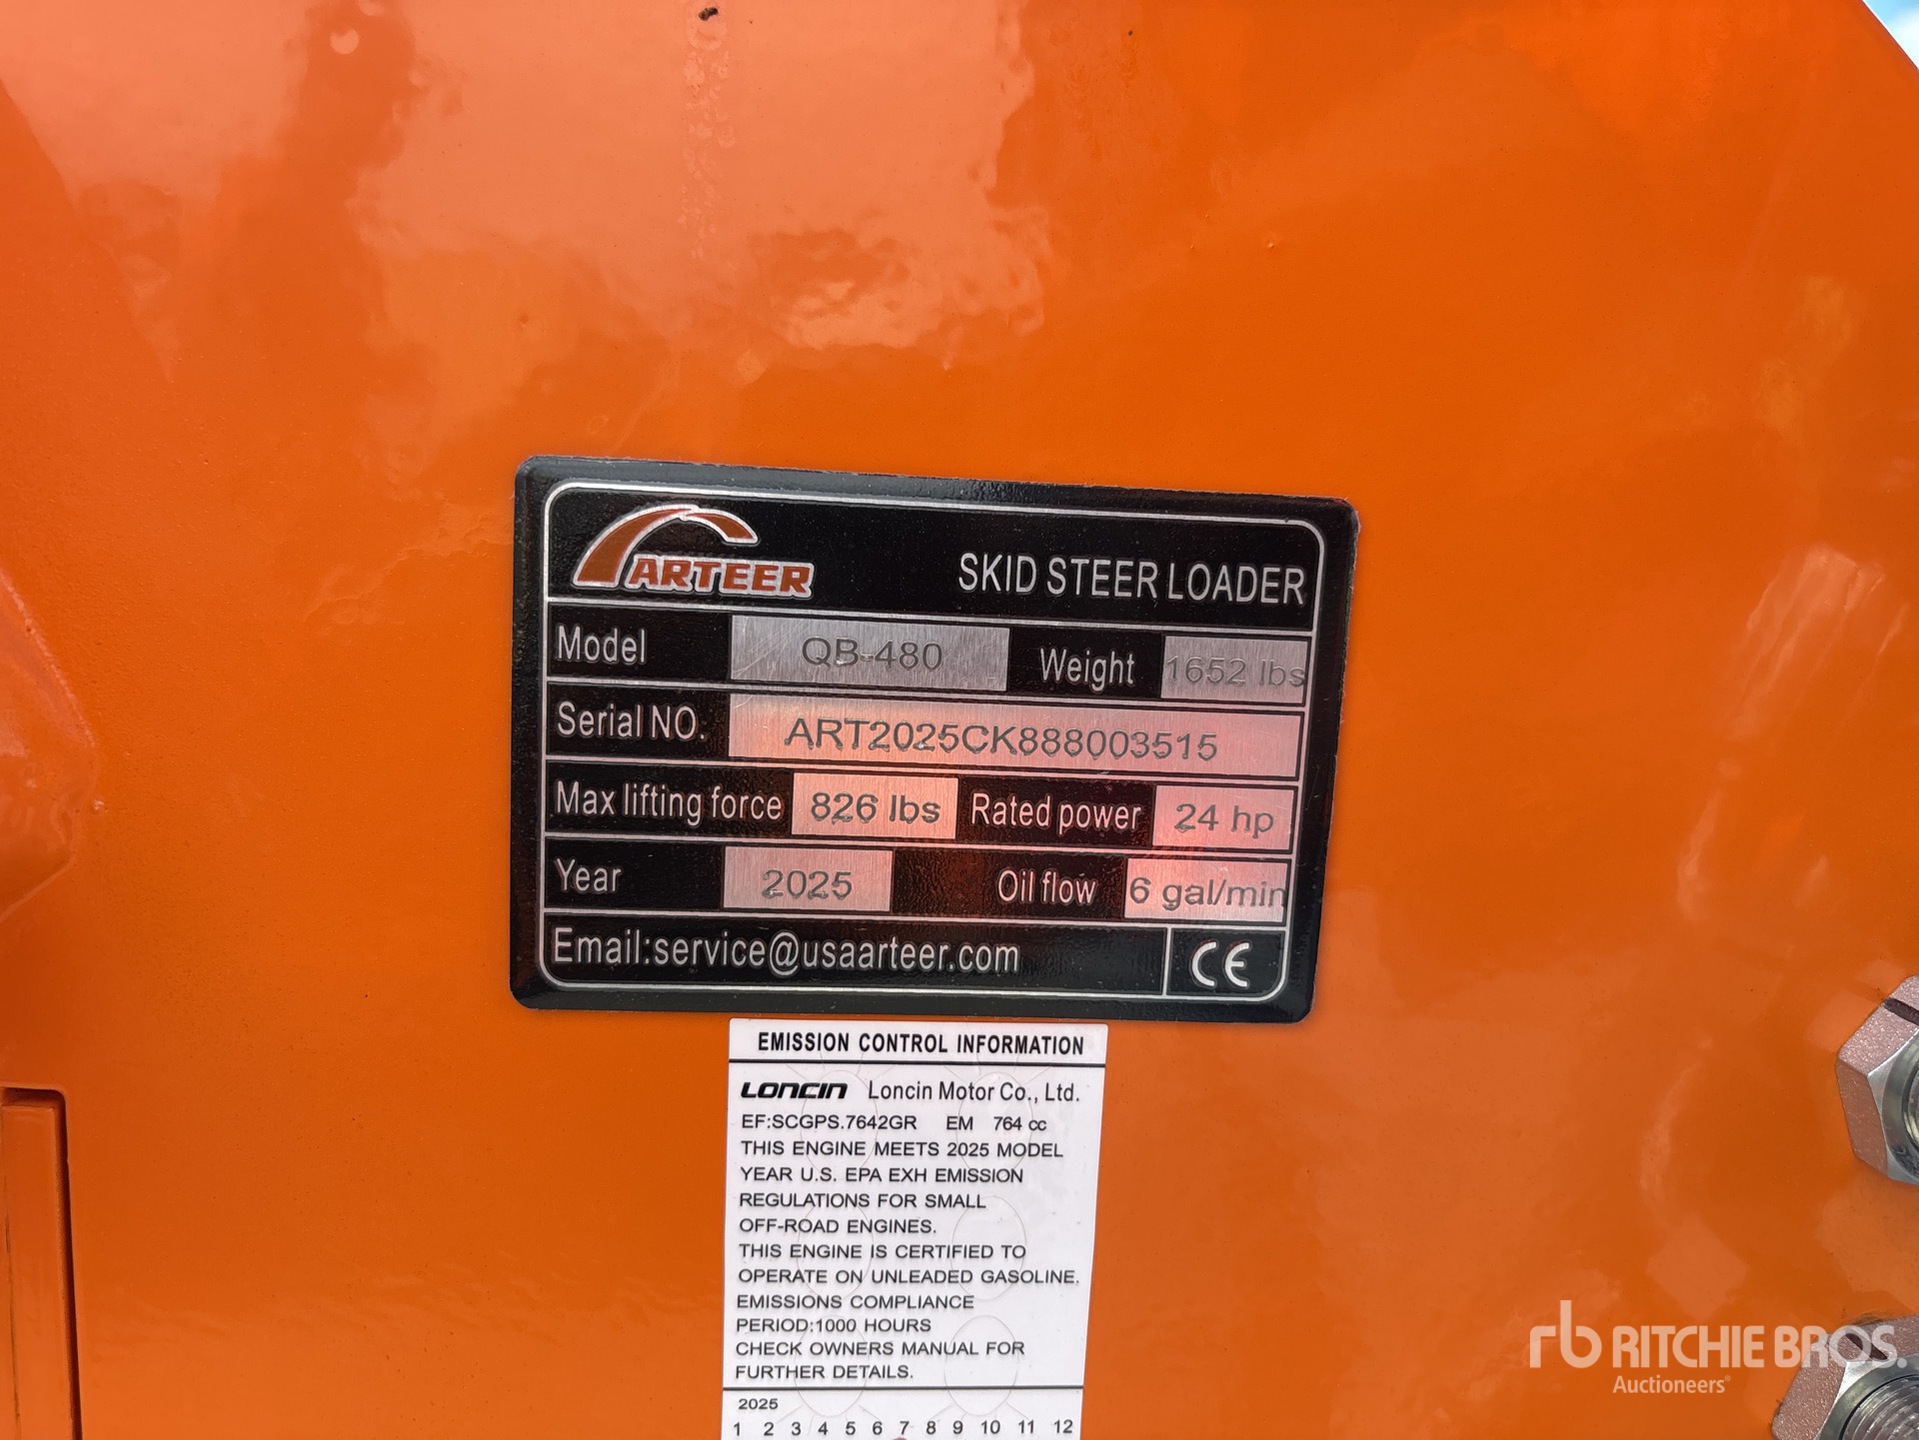 ARTEER SKID STEER LOADER
Model QB-480 Weight 1652 lbs
Serial NO. ART2025CK888003515
Max lifting force 826 lbs Rated power 24 hp
Year 2025 Oil flow 6 gal/min
Email:service@usaarteer.com CE
EMISSION CONTROL INFORMATION
LONCIN Loncin Motor Co., Ltd.
EF:SCGPS.7642GR EM 764 cc
THIS ENGINE MEETS 2025 MODEL
YEAR U.S. EPA EXH EMISSION
REGULATIONS FOR SMALL
OFF-ROAD ENGINES.
THIS ENGINE IS CERTIFIED TO
OPERATE ON UNLEADED GASOLINE.
EMISSIONS COMPLIANCE
PERIOD:1000 HOURS
CHECK OWNERS MANUAL FOR
FURTHER DETAILS.
2025
1 2 3 4 5 6 7 8 9 10 11 12
rb RITCHIE BROS.
Auctioneers®